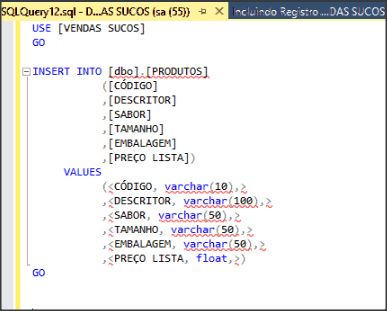 SQLQuery12.sql - D...AS SUCOS (sa (55)) Incluindo Registro ...DAS SUCOS
USE [VENDAS SUCOS]
GO
INSERT INTO [dbo].[PRODUTOS]
([CÓDIGO]
,[DESCRITOR]
,[SABOR]
,[TAMANHO]
,[EMBALAGEM]
,[PREÇO LISTA])
VALUES
(<CÓDIGO, varchar(10),>
,<DESCRITOR, varchar(100),>
,<SABOR, varchar(50),>
,<TAMANHO, varchar(50),>
,<EMBALAGEM, varchar(50),>
,<PREÇO LISTA, float,>)
GO